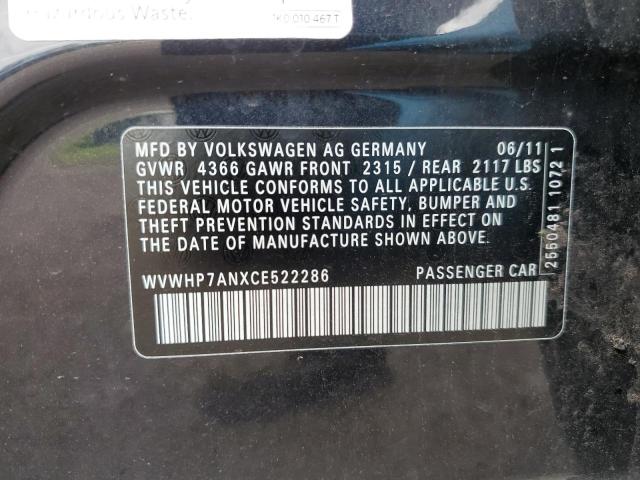 Hazardous Waste.
1K0 010 467 T
MFD BY VOLKSWAGEN AG GERMANY 06/11
GVWR 4366 GAWR FRONT 2315 / REAR 2117 LBS
THIS VEHICLE CONFORMS TO ALL APPLICABLE U.S.
FEDERAL MOTOR VEHICLE SAFETY, BUMPER AND
THEFT PREVENTION STANDARDS IN EFFECT ON
THE DATE OF MANUFACTURE SHOWN ABOVE.
WVWHP7ANXCE522286 PASSENGER CAR
2560481 1072 1